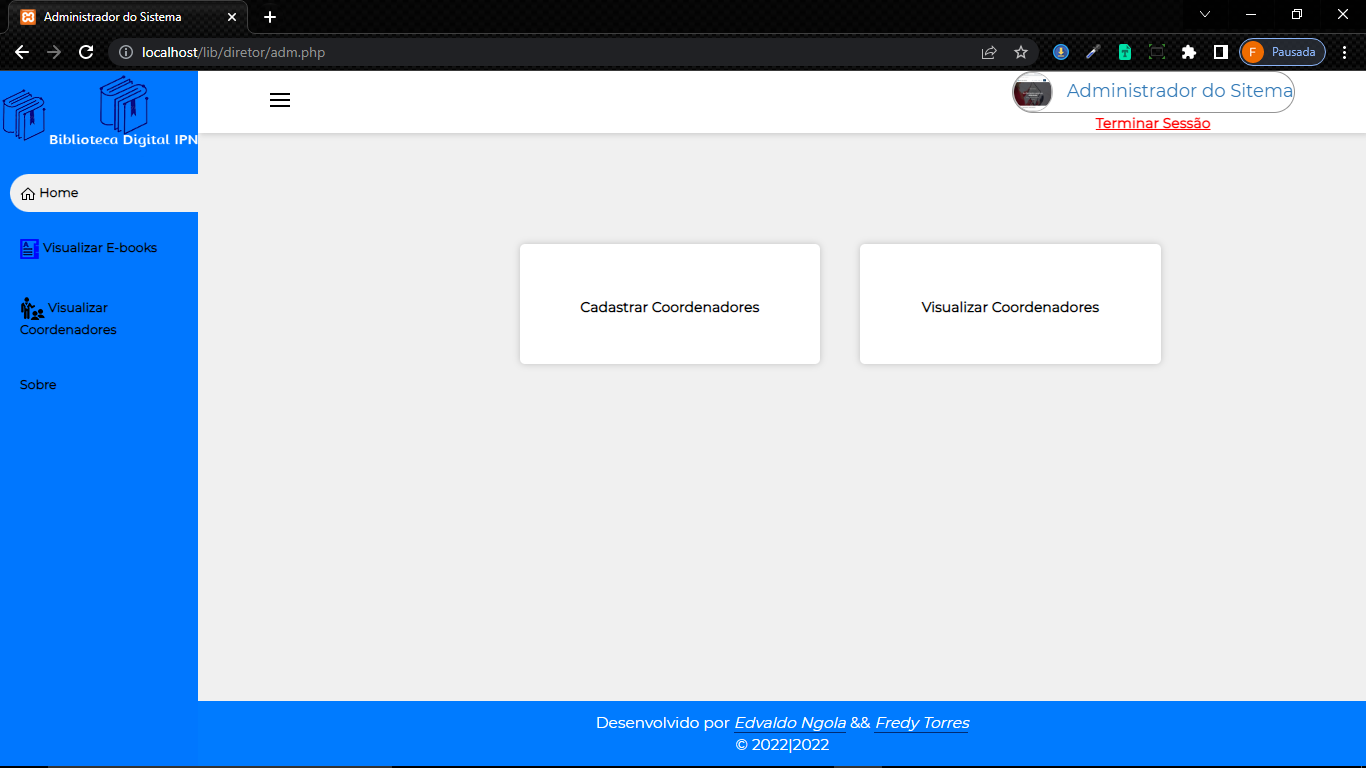 Administrador do Sistema
localhost/lib/diretor/adm.php
F Pausada
Biblioteca Digital IPN
Administrador do Sitema
Terminar Sessão
Home
Visualizar E-books
Visualizar
Coordenadores
Sobre
Cadastrar Coordenadores
Visualizar Coordenadores
Desenvolvido por Edvaldo Ngola && Fredy Torres
© 2022|2022